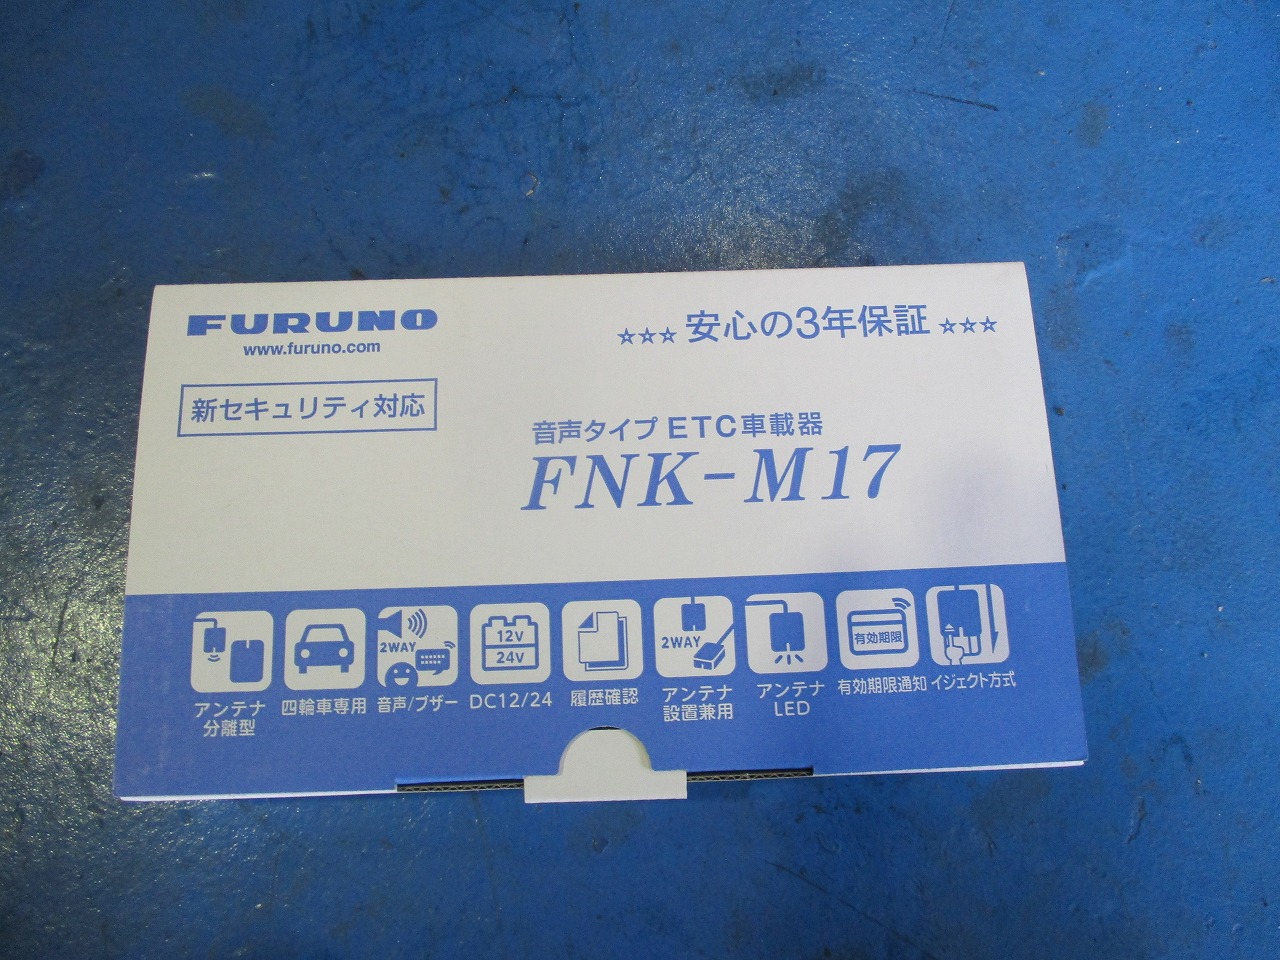 FURUNO
www.furuno.com
☆☆☆ 安心の3年保証 ☆☆☆
新セキュリティ対応
音声タイプ ETC車載器
FNK-M17
2WAY
12V
24V
2WAY
有効期限
アンテナ
分離型
四輪車専用
音声/ブザー
DC12/24
履歴確認
アンテナ
設置兼用
アンテナ
LED
有効期限通知
イジェクト方式